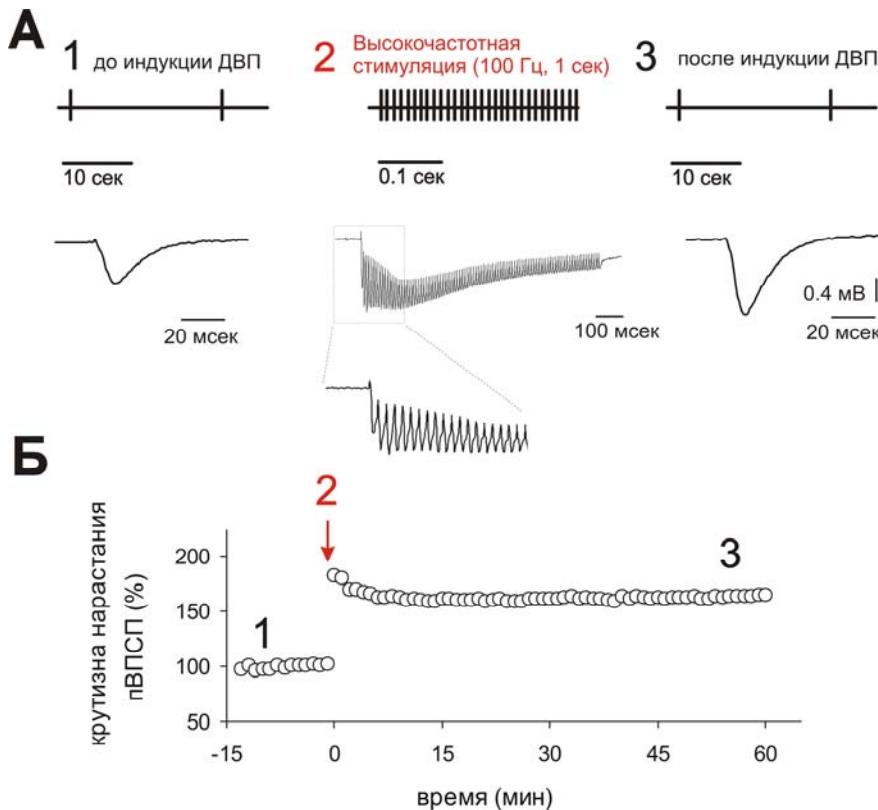 А
1 до индукции ДВП
2 Высокочастотная
стимуляция (100 Гц, 1 сек)
3 после индукции ДВП
10 сек
0.1 сек
10 сек
20 мсек
100 мсек
0.4 мВ
20 мсек
Б
2
крутизна нарастания
пВПСП (%)
200
150
100
50
1
3
-15
0
15
30
45
60
время (мин)